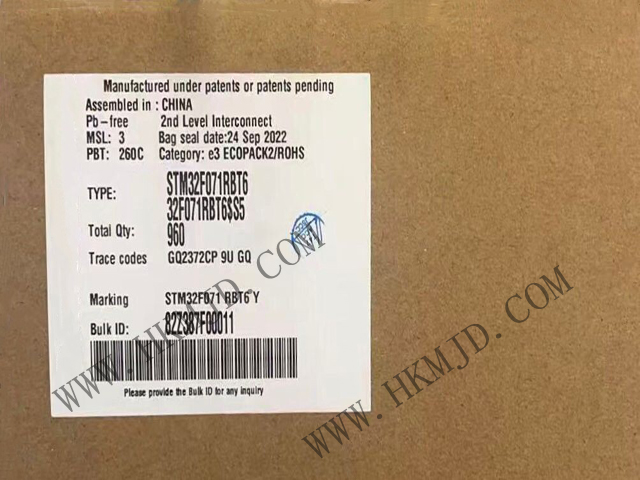 Manufactured under patents or patents pending
Assembled in : CHINA
Pb-free 2nd Level Interconnect
MSL: 3 Bag seal date:24 Sep 2022
PBT: 260C Category: e3 ECOPACK2/ROHS
TYPE: STM32F071RBT6
32F071RBT6$S5
Total Qty: 960
Trace codes GQ2372CP 9U GQ
Marking STM32F071 RBT6 Y
Bulk ID: 82Z387F00011
Please provide the Bulk ID for any inquiry
WWW.HKMJD.COM
WWW.HKMJD.COM